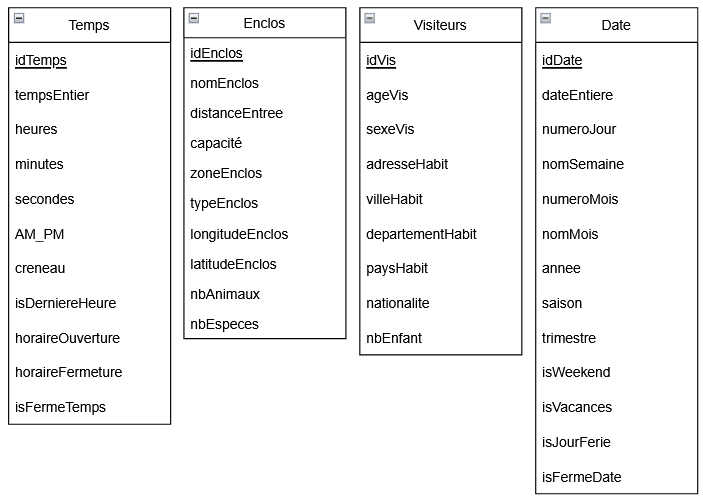 Temps
idTemps
tempsEntier
heures
minutes
secondes
AM_PM
creneau
isDerniereHeure
horaireOuverture
horaireFermeture
isFermeTemps
Enclos
idEnclos
nomEnclos
distanceEntree
capacité
zoneEnclos
typeEnclos
longitudeEnclos
latitudeEnclos
nbAnimaux
nbEspeces
Visiteurs
idVis
ageVis
sexeVis
adresseHabit
villeHabit
departementHabit
paysHabit
nationalite
nbEnfant
Date
idDate
dateEntiere
numeroJour
nomSemaine
numeroMois
nomMois
annee
saison
trimestre
isWeekend
isVacances
isJourFerie
isFermeDate